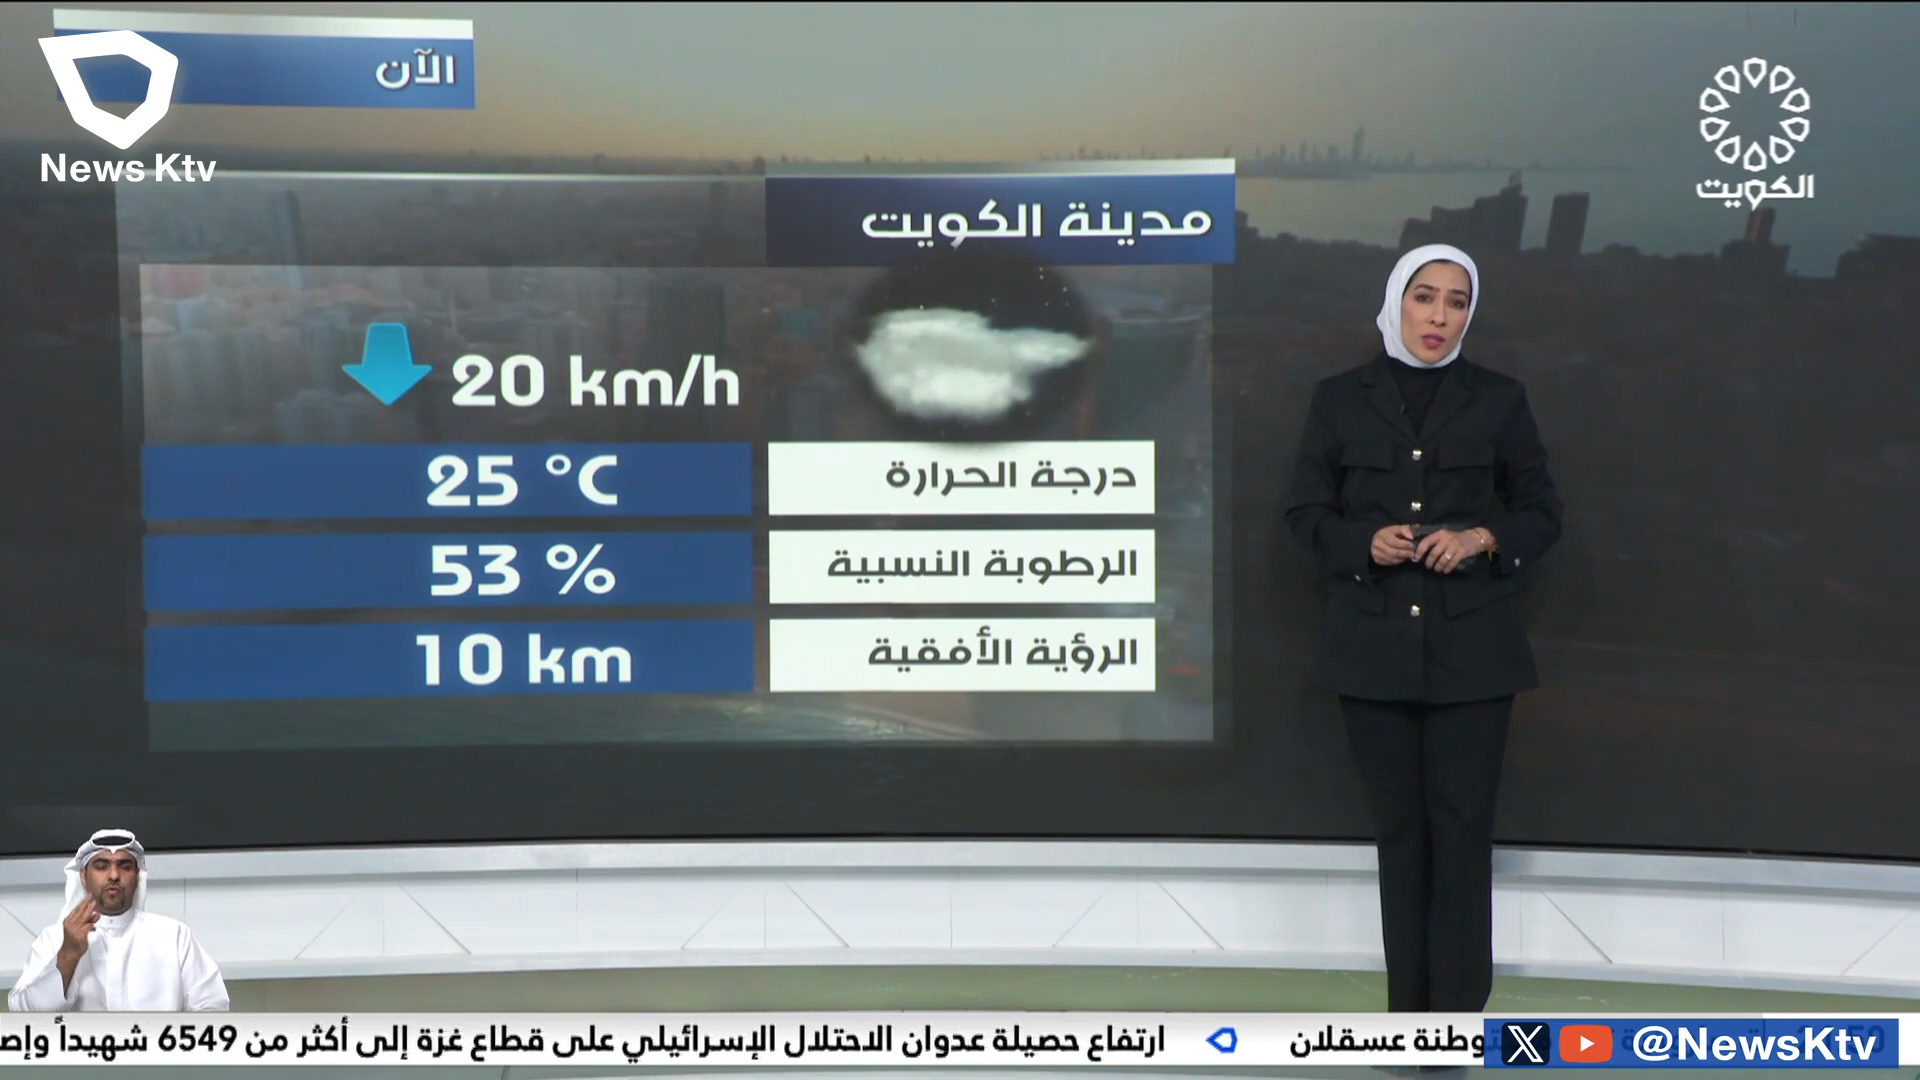 الآن
News Ktv
الكويت
مدينة الكويت
20 km/h
درجة الحرارة 25 °C
الرطوبة النسبية 53 %
الرؤية الأفقية 10 km
عسقلان
ارتفاع حصيلة عدوان الاحتلال الإسرائيلي على قطاع غزة إلى أكثر من 6549 شهيداً
@NewsKtv